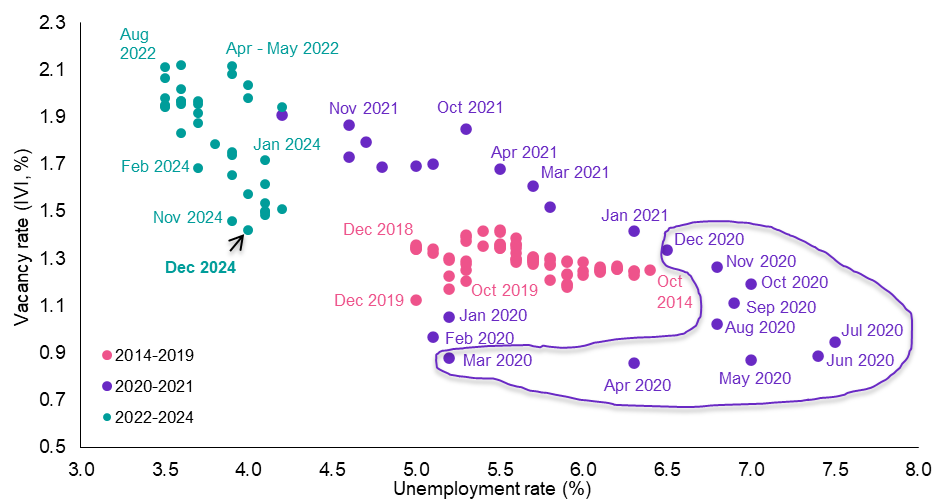 2.3
2.1
1.9
1.7
1.5
1.3
1.1
0.9
0.7
0.5
Vacancy rate (IVI, %)
Aug
2022
Apr - May 2022
Nov 2021
Oct 2021
Jan 2024
Apr 2021
Feb 2024
Mar 2021
Nov 2024
Dec 2018
Jan 2021
Dec 2024
Dec 2020
Nov 2020
Oct 2020
Dec 2019
Oct 2019
Oct
2014
Sep 2020
Jan 2020
Aug 2020
Feb 2020
Jul 2020
Mar 2020
Jun 2020
Apr 2020
May 2020
2014-2019
2020-2021
2022-2024
3.0 3.5 4.0 4.5 5.0 5.5 6.0 6.5 7.0 7.5 8.0
Unemployment rate (%)